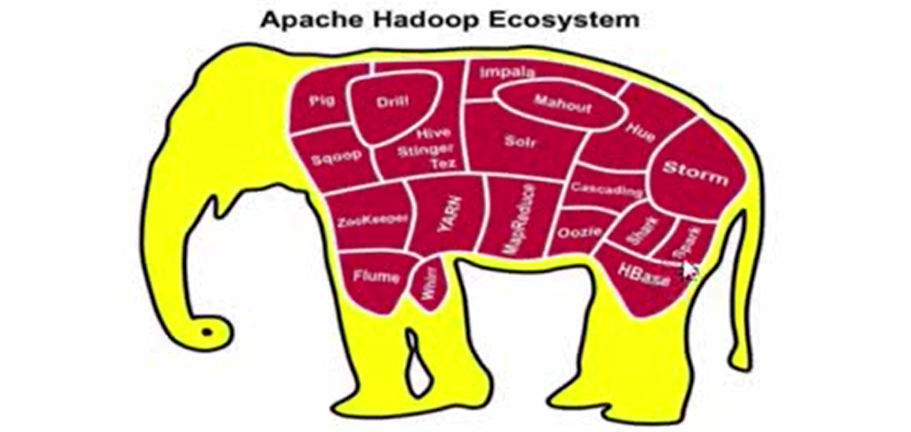 Apache Hadoop Ecosystem
Impala
Pig
Drill
Mahout
Hue
Hive
Stinger
Tez
Solr
Sqoop
Storm
Cascading
ZooKeeper
YARN
MapReduce
Oozie
Shark
Spark
Flume
Whirr
HBase